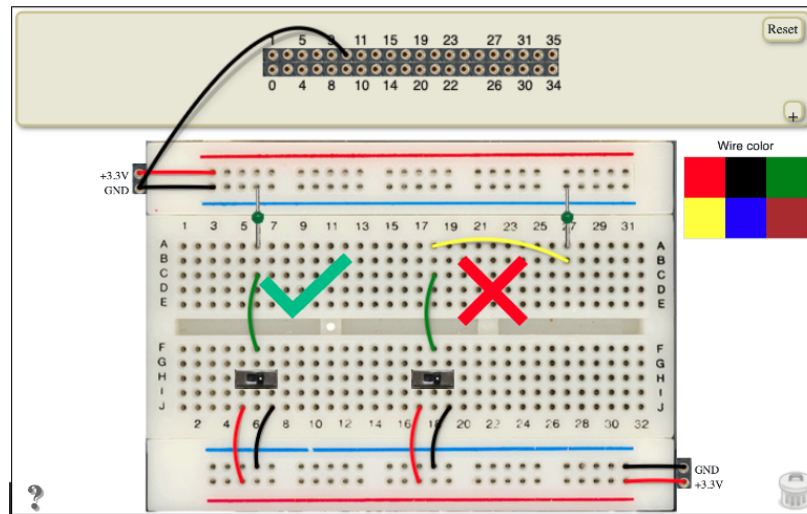 Reset
1 5 9 11 15 19 23 27 31 35
0 4 8 10 14 20 22 26 30 34
+
Wire color
+3.3V
GND
1 3 5 7 9 11 13 15 17 19 21 23 25 27 29 31
A A
B B
C C
D D
E E
F F
G G
H H
I I
J J
2 4 6 8 10 12 14 16 18 20 22 24 26 28 30 32
GND
+3.3V
?